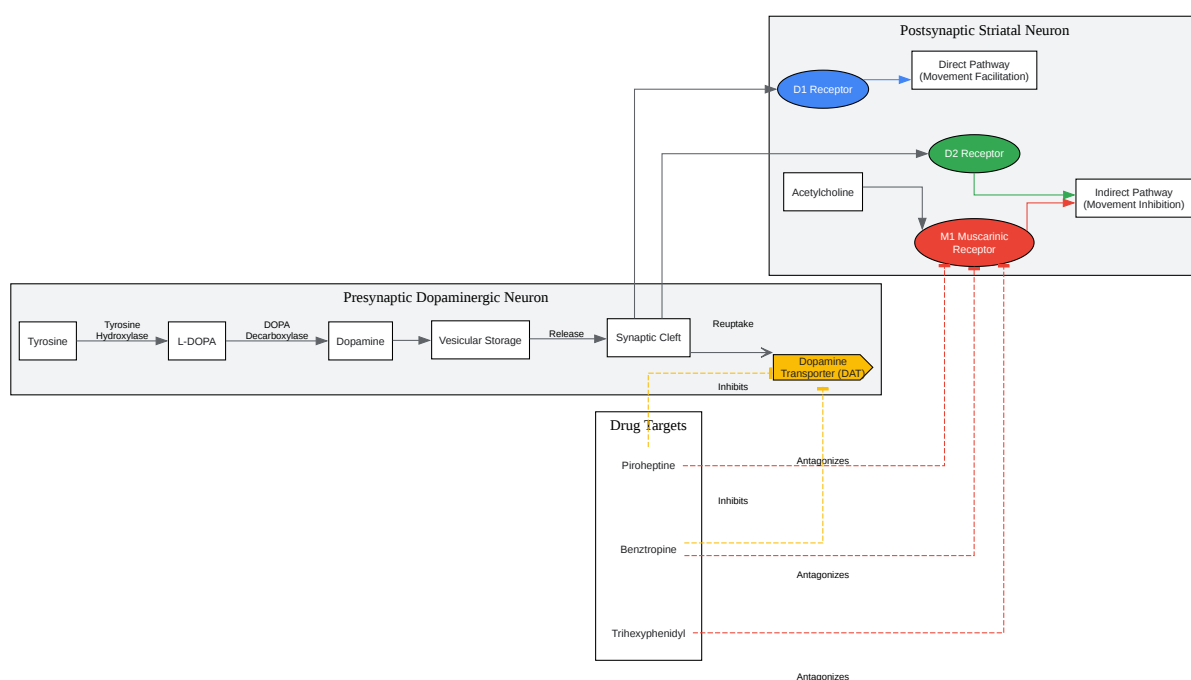 Postsynaptic Striatal Neuron
Direct Pathway
(Movement Facilitation)
D1 Receptor
D2 Receptor
Acetylcholine
Indirect Pathway
(Movement Inhibition)
M1 Muscarinic
Receptor
Presynaptic Dopaminergic Neuron
Tyrosine
Tyrosine
Hydroxylase
L-DOPA
DOPA
Decarboxylase
Dopamine
Vesicular Storage
Release
Synaptic Cleft
Reuptake
Dopamine
Transporter (DAT)
Inhibits
Drug Targets
Piroheptine
Antagonizes
Inhibits
Benztropine
Antagonizes
Trihexyphenidyl
Antagonizes